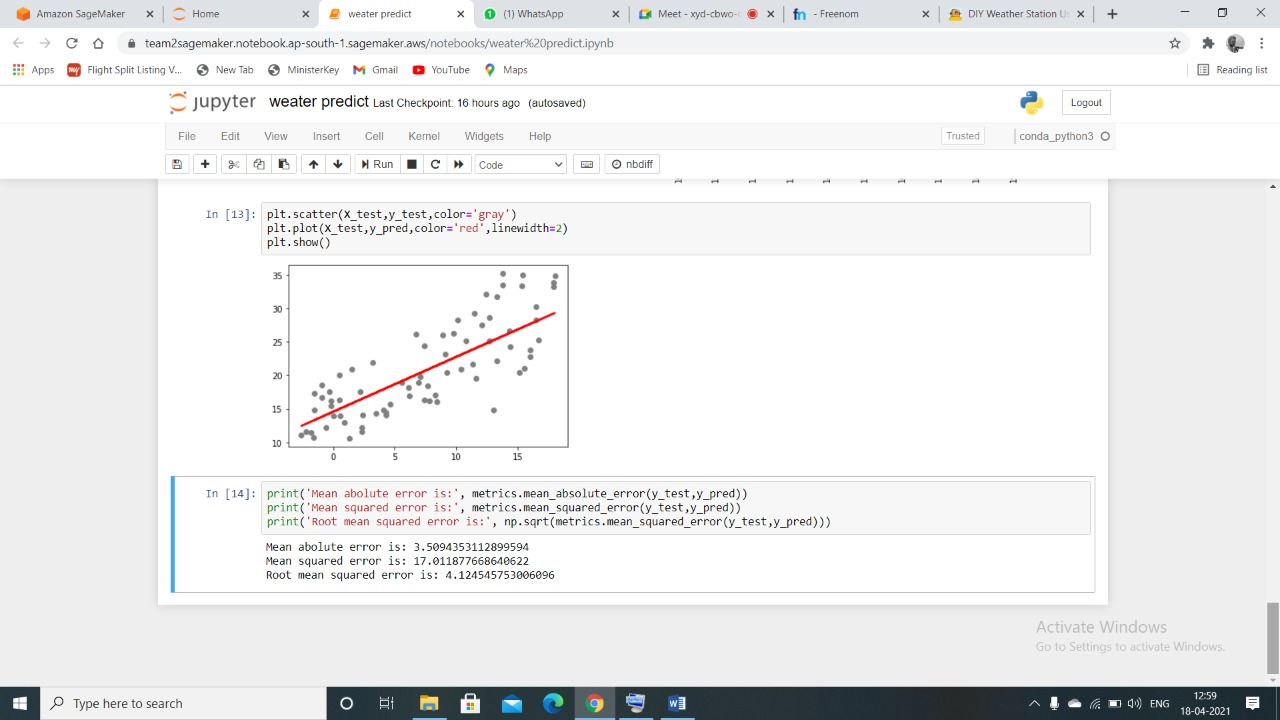 Amazon SageMaker
Home
weather predict
(1) WhatsApp
Meet - xyd-cbwo-
- Freenom
DIY Weather Station U
team2sagemaker.notebook.ap-south-1.sagemaker.aws/notebooks/weater%20predict.ipynb
Apps
Flight Split Listing V...
New Tab
MinisterKey
Gmail
YouTube
Maps
Reading list
jupyter weater predict Last Checkpoint: 16 hours ago (autosaved)
Logout
File Edit View Insert Cell Kernel Widgets Help
Trusted
conda_python3
Run
Code
nbdiff
In [13]:
plt.scatter(X_test,y_test,color='gray')
plt.plot(X_test,y_pred,color='red',linewidth=2)
plt.show()
35
30
25
20
15
10
0 5 10 15
In [14]:
print('Mean abolute error is:', metrics.mean_absolute_error(y_test,y_pred))
print('Mean squared error is:', metrics.mean_squared_error(y_test,y_pred))
print('Root mean squared error is:', np.sqrt(metrics.mean_squared_error(y_test,y_pred)))
Mean abolute error is: 3.5094353112899594
Mean squared error is: 17.011877668640622
Root mean squared error is: 4.124545753006096
Activate Windows
Go to Settings to activate Windows.
Type here to search
ENG
12:59
18-04-2021